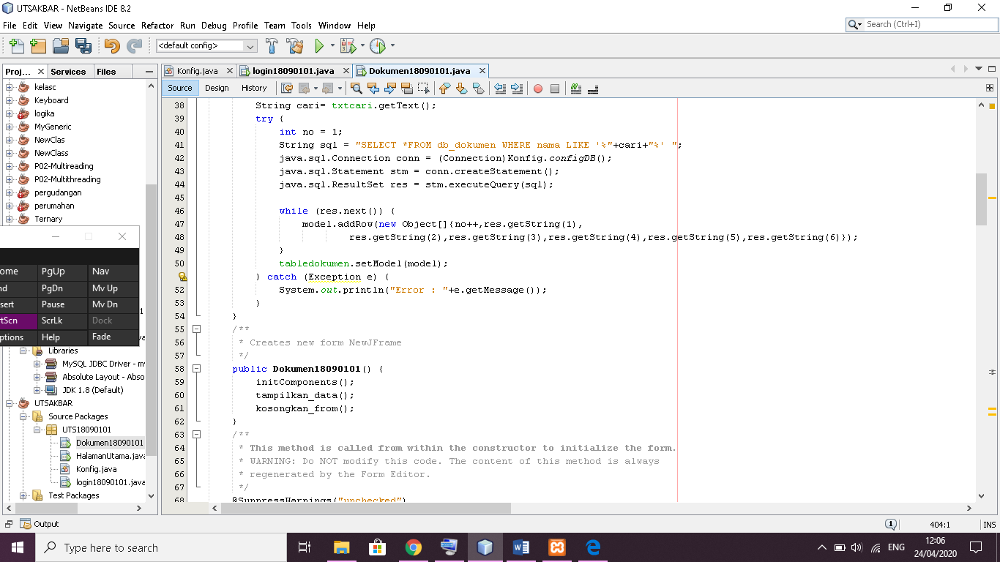 UTSAKBAR - NetBeans IDE 8.2
File Edit View Navigate Source Refactor Run Debug Profile Team Tools Window Help
Search (Ctrl+I)
<default config>
Proj... Services Files
Konfig.java login18090101.java Dokumen18090101.java
Source Design History
kelasc
Keyboard
logika
MyGeneric
NewClas
NewClass
P02-Multireading
P02-Multithreading
pergudangan
perumahan
Ternary
ome PgUp Nav
nd PgDn Mv Up
sert Pause Mv Dn
rtScn ScrLk Dock
ptions Help Fade
Libraries
MySQL JDBC Driver - my
Absolute Layout - Abso
JDK 1.8 (Default)
UTSAKBAR
Source Packages
UTS18090101
Dokumen18090101
HalamanUtama.java
Konfig.java
login18090101.java
Test Packages
38 String cari= txtcari.getText();
39 try {
40 int no = 1;
41 String sql = "SELECT *FROM db_dokumen WHERE nama LIKE '%"+cari+"%' ";
42 java.sql.Connection conn = (Connection)Konfig.configDB();
43 java.sql.Statement stm = conn.createStatement();
44 java.sql.ResultSet res = stm.executeQuery(sql);
45
46 while (res.next()) {
47 model.addRow(new Object[]{no++,res.getString(1),
48 res.getString(2),res.getString(3),res.getString(4),res.getString(5),res.getString(6)});
49 }
50 tabledokumen.setModel(model);
} catch (Exception e) {
52 System.out.println("Error : "+e.getMessage());
53 }
54 }
55 /**
56 * Creates new form NewJFrame
57 */
58 public Dokumen18090101() {
59 initComponents();
60 tampilkan_data();
61 kosongkan_from();
62 }
63 /**
64 * This method is called from within the constructor to initialize the form.
65 * WARNING: Do NOT modify this code. The content of this method is always
66 * regenerated by the Form Editor.
67 */
68 @SuppressWarnings("unchecked")
Output
1 404:1 INS
Type here to search
ENG
12:06
24/04/2020